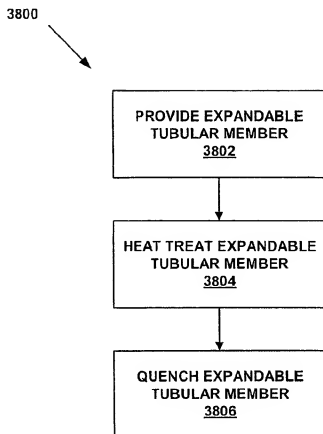 3800
PROVIDE EXPANDABLE
TUBULAR MEMBER
3802
HEAT TREAT EXPANDABLE
TUBULAR MEMBER
3804
QUENCH EXPANDABLE
TUBULAR MEMBER
3806